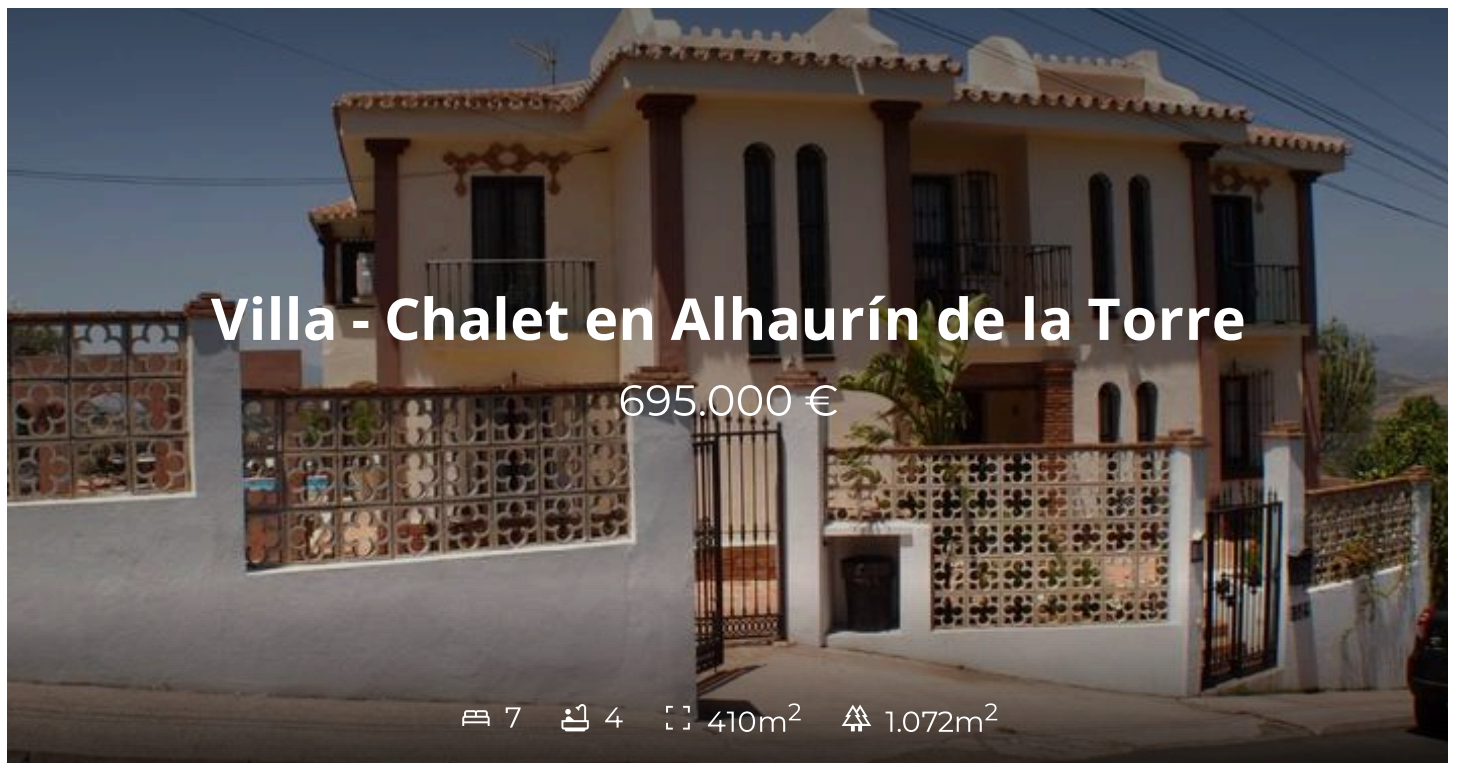 Villa - Chalet en Alhaurín de la Torre
695.000 €
7 4 410m² 1.072m²